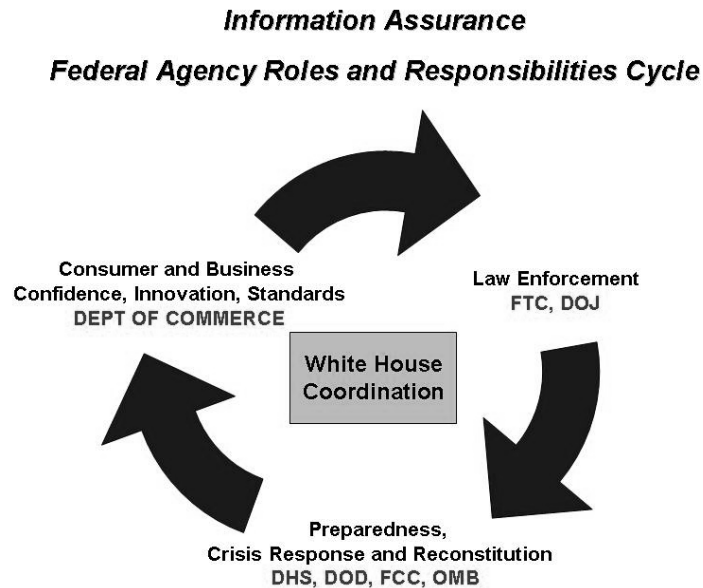 Information Assurance
Federal Agency Roles and Responsibilities Cycle
Consumer and Business
Confidence, Innovation, Standards
DEPT OF COMMERCE
Law Enforcement
FTC, DOJ
White House
Coordination
Preparedness,
Crisis Response and Reconstitution
DHS, DOD, FCC, OMB